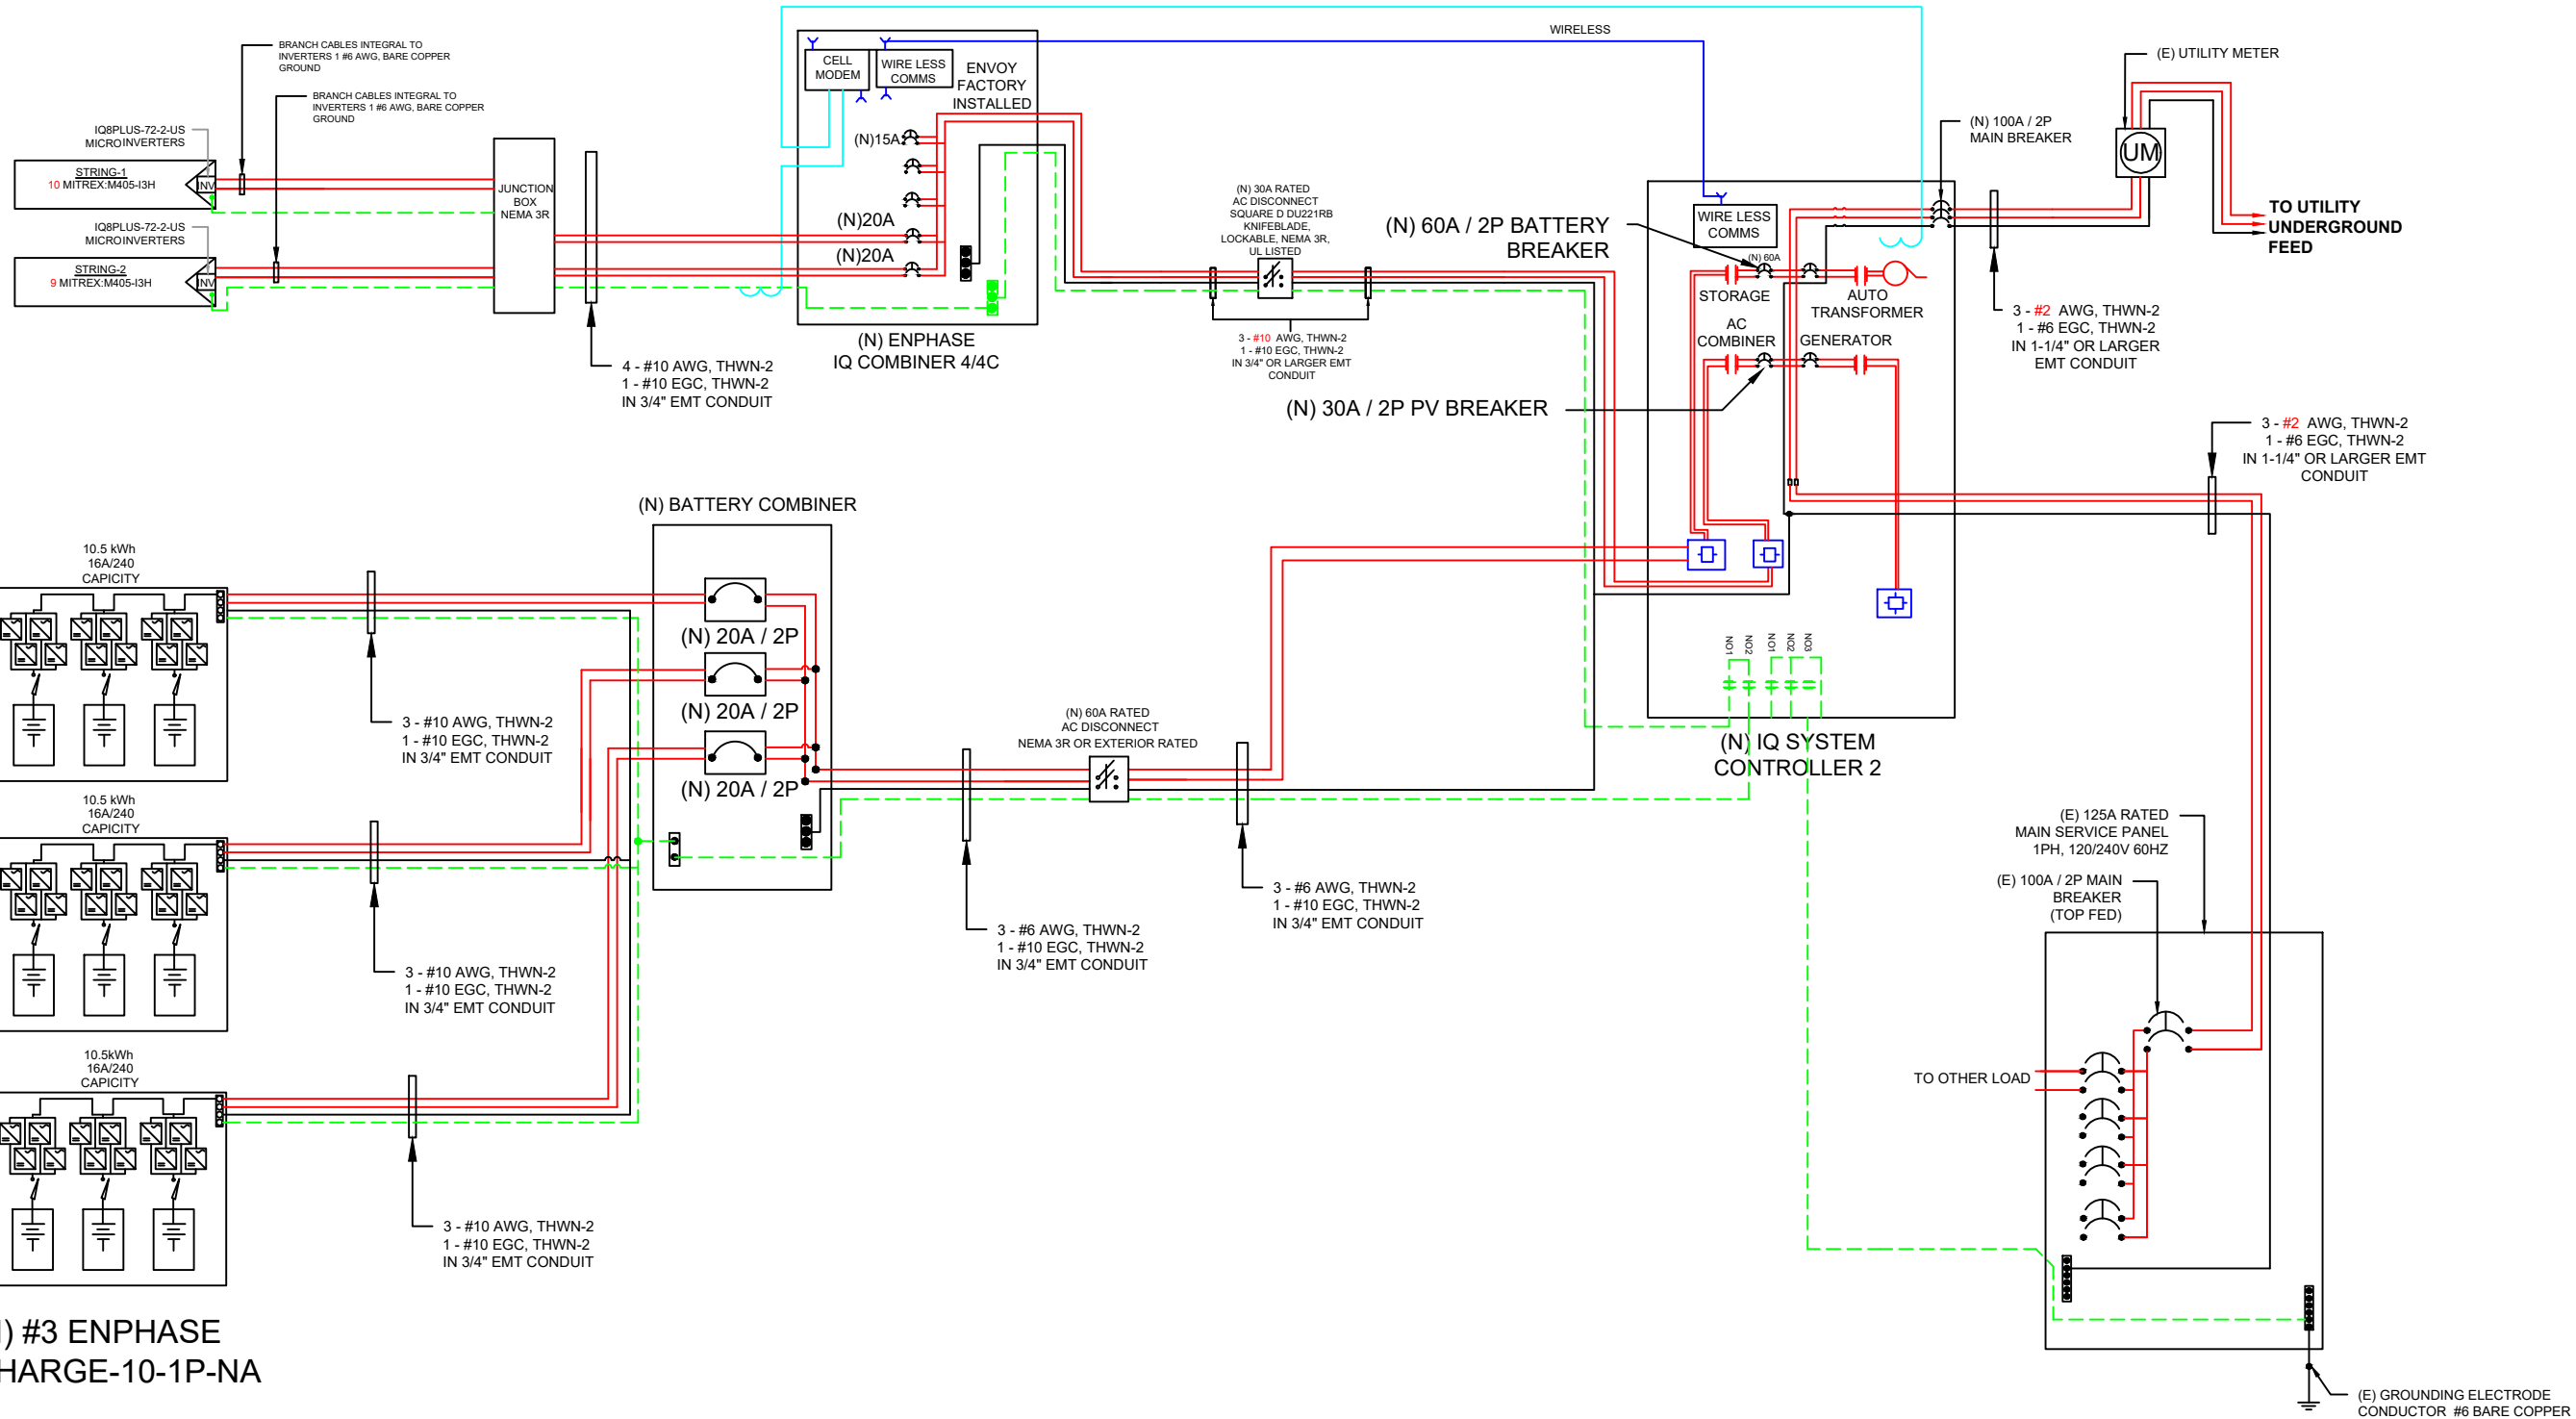 BRANCH CABLES INTEGRAL TO
INVERTERS 1 #6 AWG, BARE COPPER
GROUND
BRANCH CABLES INTEGRAL TO
INVERTERS 1 #6 AWG, BARE COPPER
GROUND
IQ8PLUS-72-2-US
MICROINVERTERS
STRING-1
10 MITREX:M405-I3H
INV
IQ8PLUS-72-2-US
MICROINVERTERS
STRING-2
9 MITREX:M405-I3H
INV
JUNCTION
BOX
NEMA 3R
4 - #10 AWG, THWN-2
1 - #10 EGC, THWN-2
IN 3/4" EMT CONDUIT
CELL
MODEM
WIRE LESS
COMMS
ENVOY
FACTORY
INSTALLED
(N)15A
(N)20A
(N)20A
(N) ENPHASE
IQ COMBINER 4/4C
WIRELESS
(N) 30A RATED
AC DISCONNECT
SQUARE D DU221RB
KNIFEBLADE,
LOCKABLE, NEMA 3R,
UL LISTED
3 - #10 AWG, THWN-2
1 - #10 EGC, THWN-2
IN 3/4" OR LARGER EMT
CONDUIT
(N) 60A / 2P BATTERY
BREAKER
(N) 30A / 2P PV BREAKER
WIRE LESS
COMMS
(N) 60A
STORAGE
AUTO
TRANSFORMER
AC
COMBINER
GENERATOR
NO1
NO2
NO1
NO2
NO3
(N) IQ SYSTEM
CONTROLLER 2
(N) 100A / 2P
MAIN BREAKER
(E) UTILITY METER
UM
TO UTILITY
UNDERGROUND
FEED
3 - #2 AWG, THWN-2
1 - #6 EGC, THWN-2
IN 1-1/4" OR LARGER
EMT CONDUIT
3 - #2 AWG, THWN-2
1 - #6 EGC, THWN-2
IN 1-1/4" OR LARGER EMT
CONDUIT
(N) BATTERY COMBINER
(N) 20A / 2P
(N) 20A / 2P
(N) 20A / 2P
10.5 kWh
16A/240
CAPICITY
3 - #10 AWG, THWN-2
1 - #10 EGC, THWN-2
IN 3/4" EMT CONDUIT
10.5 kWh
16A/240
CAPICITY
3 - #10 AWG, THWN-2
1 - #10 EGC, THWN-2
IN 3/4" EMT CONDUIT
10.5kWh
16A/240
CAPICITY
3 - #10 AWG, THWN-2
1 - #10 EGC, THWN-2
IN 3/4" EMT CONDUIT
) #3 ENPHASE
HARGE-10-1P-NA
(N) 60A RATED
AC DISCONNECT
NEMA 3R OR EXTERIOR RATED
3 - #6 AWG, THWN-2
1 - #10 EGC, THWN-2
IN 3/4" EMT CONDUIT
3 - #6 AWG, THWN-2
1 - #10 EGC, THWN-2
IN 3/4" EMT CONDUIT
(E) 125A RATED
MAIN SERVICE PANEL
1PH, 120/240V 60HZ
(E) 100A / 2P MAIN
BREAKER
(TOP FED)
TO OTHER LOAD
(E) GROUNDING ELECTRODE
CONDUCTOR #6 BARE COPPER